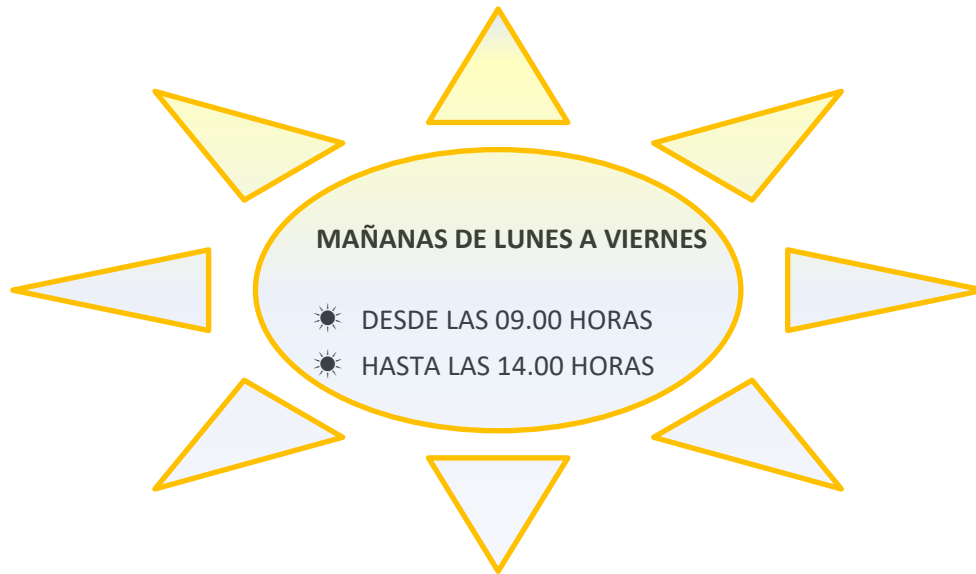 MAÑANAS DE LUNES A VIERNES
☀ DESDE LAS 09.00 HORAS
☀ HASTA LAS 14.00 HORAS